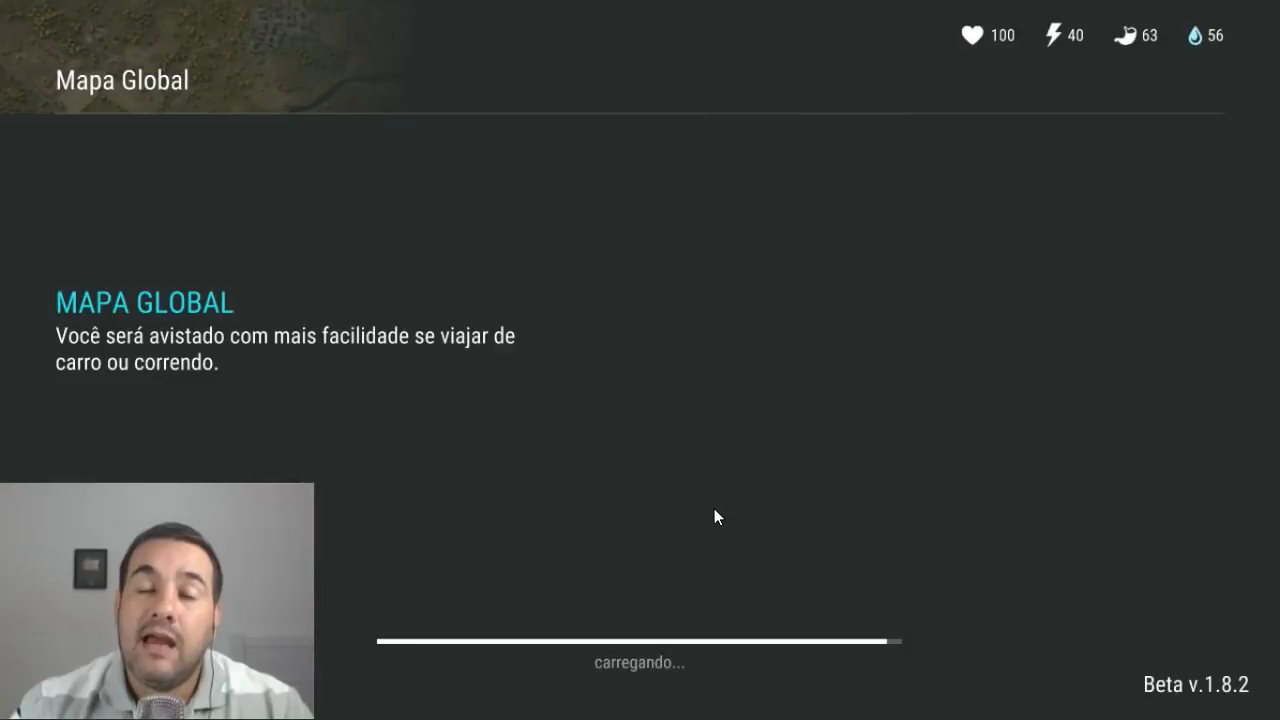 100
40
63
56
Mapa Global
MAPA GLOBAL
Você será avistado com mais facilidade se viajar de
carro ou correndo.
carregando...
Beta v.1.8.2